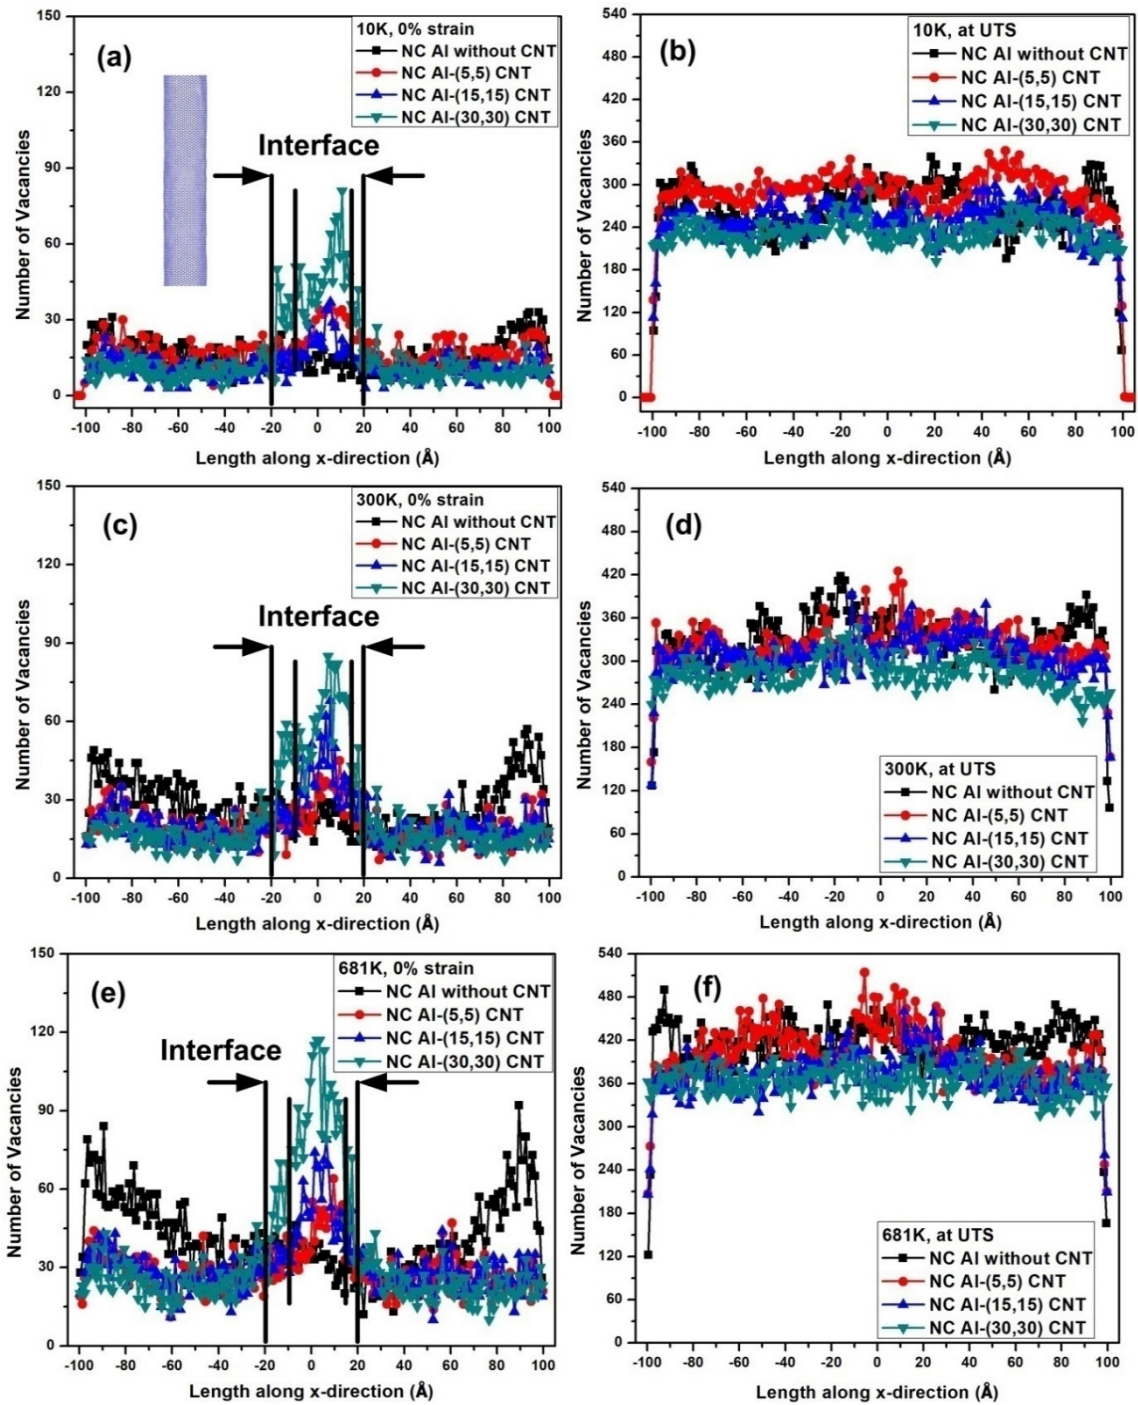 (a)
10K, 0% strain
NC Al without CNT
NC Al-(5,5) CNT
NC Al-(15,15) CNT
NC Al-(30,30) CNT
Interface
Number of Vacancies
150
120
90
60
30
0
-100 -80 -60 -40 -20 0 20 40 60 80 100
Length along x-direction (Å)
(b)
10K, at UTS
NC Al without CNT
NC Al-(5,5) CNT
NC Al-(15,15) CNT
NC Al-(30,30) CNT
Number of Vacancies
540
480
420
360
300
240
180
120
60
0
-100 -80 -60 -40 -20 0 20 40 60 80 100
Length along x-direction (Å)
(c)
300K, 0% strain
NC Al without CNT
NC Al-(5,5) CNT
NC Al-(15,15) CNT
NC Al-(30,30) CNT
Interface
Number of Vacancies
150
120
90
60
30
0
-100 -80 -60 -40 -20 0 20 40 60 80 100
Length along x-direction (Å)
(d)
Number of Vacancies
540
480
420
360
300
240
180
120
60
0
300K, at UTS
NC Al without CNT
NC Al-(5,5) CNT
NC Al-(15,15) CNT
NC Al-(30,30) CNT
-100 -80 -60 -40 -20 0 20 40 60 80 100
Length along x-direction (Å)
(e)
681K, 0% strain
NC Al without CNT
NC Al-(5,5) CNT
NC Al-(15,15) CNT
NC Al-(30,30) CNT
Interface
Number of Vacancies
150
120
90
60
30
0
-100 -80 -60 -40 -20 0 20 40 60 80 100
Length along x-direction (Å)
(f)
Number of Vacancies
540
480
420
360
300
240
180
120
60
0
681K, at UTS
NC Al without CNT
NC Al-(5,5) CNT
NC Al-(15,15) CNT
NC Al-(30,30) CNT
-100 -80 -60 -40 -20 0 20 40 60 80 100
Length along x-direction (Å)